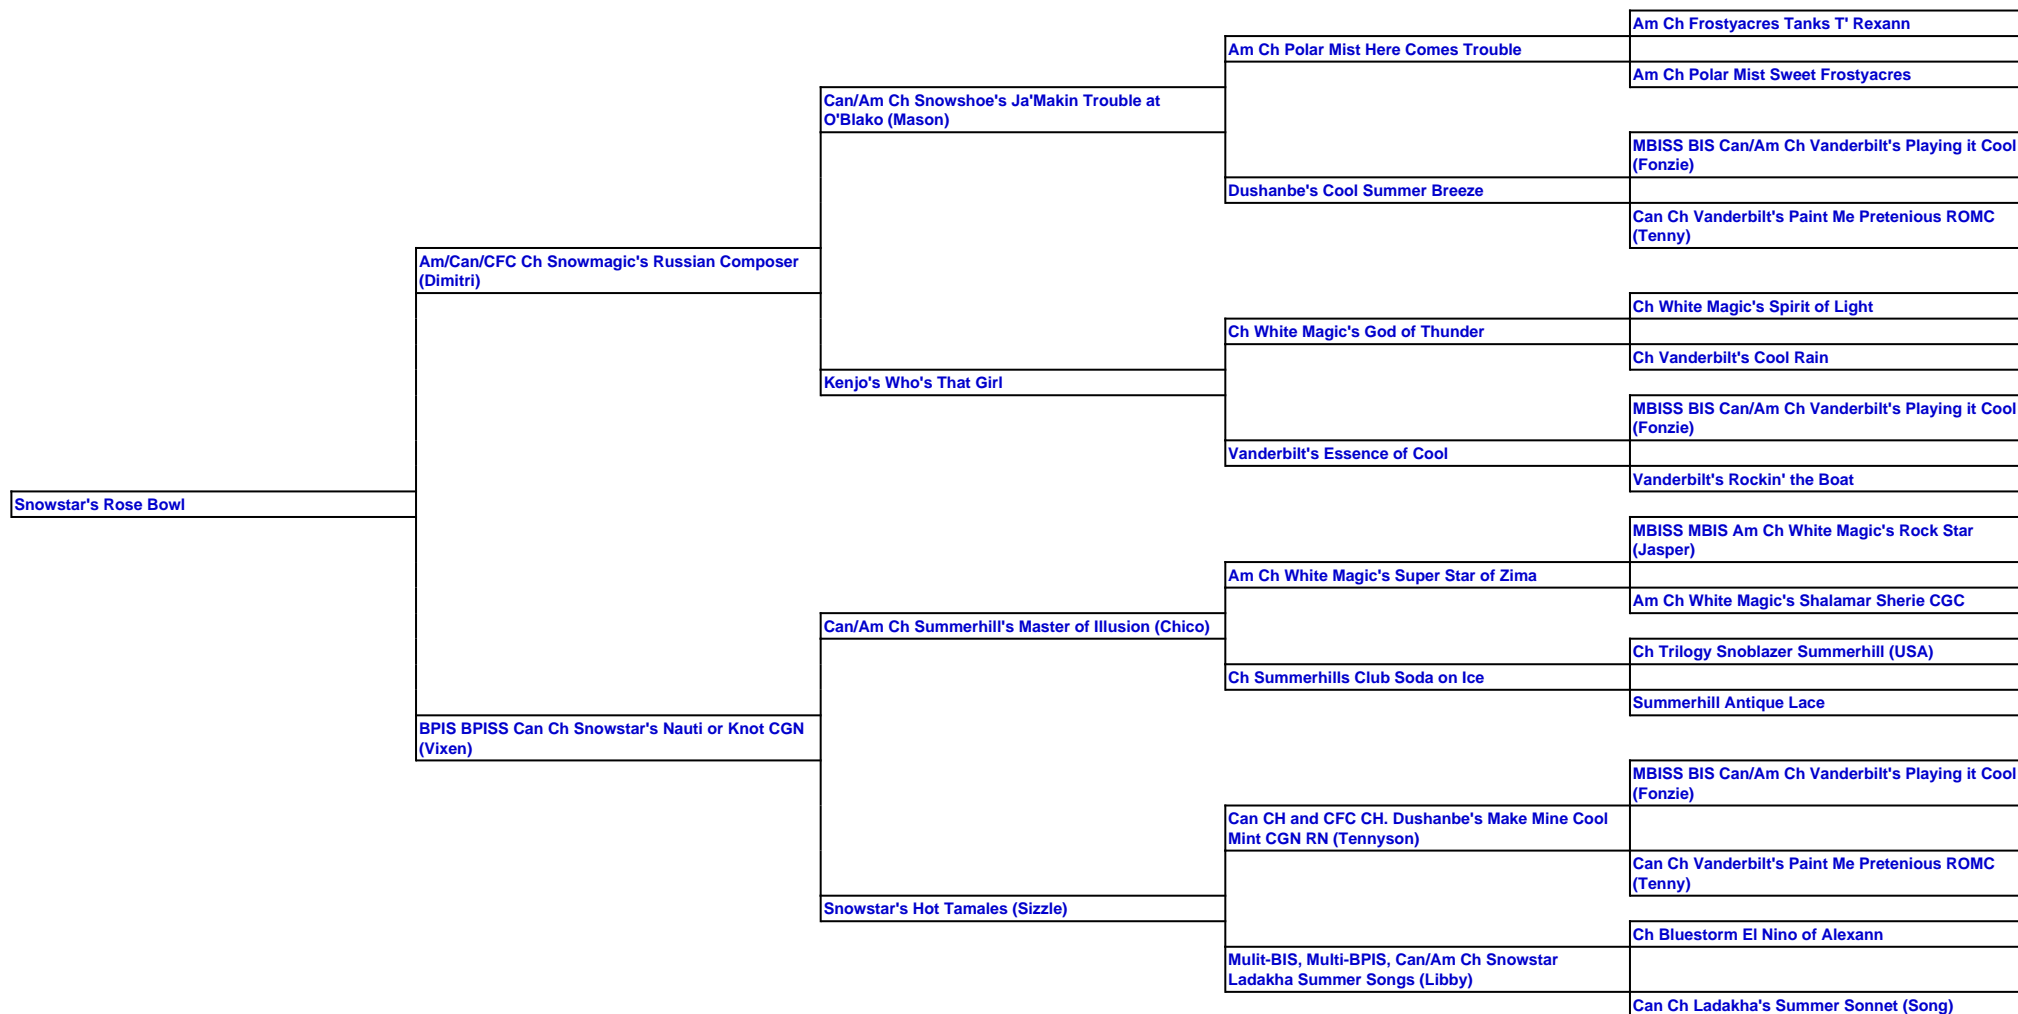 Am Ch Frostyacres Tanks T' Rexann
Am Ch Polar Mist Here Comes Trouble
Am Ch Polar Mist Sweet Frostyacres
Can/Am Ch Snowshoe's Ja'Makin Trouble at
O'Blako (Mason)
MBISS BIS Can/Am Ch Vanderbilt's Playing it Cool
(Fonzie)
Dushanbe's Cool Summer Breeze
Can Ch Vanderbilt's Paint Me Pretenious ROMC
(Tenny)
Am/Can/CFC Ch Snowmagic's Russian Composer
(Dimitri)
Ch White Magic's Spirit of Light
Ch White Magic's God of Thunder
Ch Vanderbilt's Cool Rain
Kenjo's Who's That Girl
MBISS BIS Can/Am Ch Vanderbilt's Playing it Cool
(Fonzie)
Vanderbilt's Essence of Cool
Vanderbilt's Rockin' the Boat
Snowstar's Rose Bowl
MBISS MBIS Am Ch White Magic's Rock Star
(Jasper)
Am Ch White Magic's Super Star of Zima
Am Ch White Magic's Shalamar Sherie CGC
Can/Am Ch Summerhill's Master of Illusion (Chico)
Ch Trilogy Snoblazer Summerhill (USA)
Ch Summerhills Club Soda on Ice
Summerhill Antique Lace
BPIS BPISS Can Ch Snowstar's Nauti or Knot CGN
(Vixen)
MBISS BIS Can/Am Ch Vanderbilt's Playing it Cool
(Fonzie)
Can CH and CFC CH. Dushanbe's Make Mine Cool
Mint CGN RN (Tennyson)
Can Ch Vanderbilt's Paint Me Pretenious ROMC
(Tenny)
Snowstar's Hot Tamales (Sizzle)
Ch Bluestorm El Nino of Alexann
Mulit-BIS, Multi-BPIS, Can/Am Ch Snowstar
Ladakha Summer Songs (Libby)
Can Ch Ladakha's Summer Sonnet (Song)